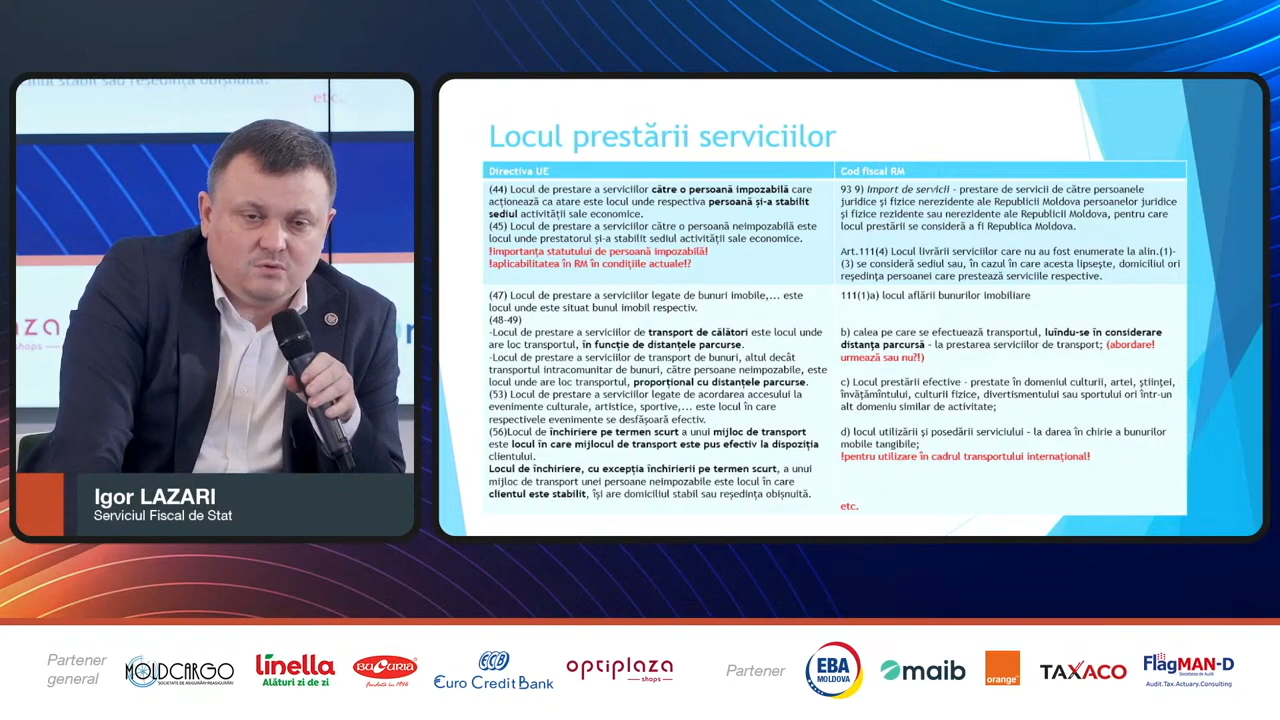 inul stabil sau reședința obișnuită.
etc.
Igor LAZARI
Serviciul Fiscal de Stat
Locul prestării serviciilor
Directiva UE
(44) Locul de prestare a serviciilor către o persoană impozabilă care
acționează ca atare este locul unde respectiva persoană și-a stabilit
sediul activității sale economice.
(45) Locul de prestare a serviciilor către o persoană neimpozabilă este
locul unde prestatorul și-a stabilit sediul activității sale economice.
!importanța statutului de persoană impozabilă!
!aplicabilitatea în RM în condițiile actuale!?
Cod fiscal RM
93 9) Import de servicii - prestare de servicii de către persoanele
juridice și fizice nerezidente ale Republicii Moldova persoanelor juridice
și fizice rezidente sau nerezidente ale Republicii Moldova, pentru care
locul prestării se consideră a fi Republica Moldova.
Art.111(4) Locul livrării serviciilor care nu au fost enumerate la alin.(1)-
(3) se consideră sediul sau, în cazul în care acesta lipsește, domiciliul ori
reședința persoanei care prestează serviciile respective.
(47) Locul de prestare a serviciilor legate de bunuri imobile,... este
locul unde este situat bunul imobil respectiv.
(48-49)
-Locul de prestare a serviciilor de transport de călători este locul unde
are loc transportul, în funcție de distanțele parcurse.
-Locul de prestare a serviciilor de transport de bunuri, altul decât
transportul intracomunitar de bunuri, către persoane neimpozabile, este
locul unde are loc transportul, proporțional cu distanțele parcurse.
(53) Locul de prestare a serviciilor legate de acordarea accesului la
evenimente culturale, artistice, sportive,... este locul în care
respectivele evenimente se desfășoară efectiv.
(56)Locul de închiriere pe termen scurt a unui mijloc de transport
este locul în care mijlocul de transport este pus efectiv la dispoziția
clientului.
Locul de închiriere, cu excepția închirierii pe termen scurt, a unui
mijloc de transport unei persoane neimpozabile este locul în care
clientul este stabilit, își are domiciliul stabil sau reședința obișnuită.
111(1)a) locul aflării bunurilor imobiliare
b) calea pe care se efectuează transportul, luîndu-se în considerare
distanța parcursă - la prestarea serviciilor de transport; (abordare!
urmează sau nu?!)
c) Locul prestării efective - prestate în domeniul culturii, artei, științei,
învățămîntului, culturii fizice, divertismentului sau sportului ori într-un
alt domeniu similar de activitate;
d) locul utilizării și posedării serviciului - la darea în chirie a bunurilor
mobile tangibile;
!pentru utilizare în cadrul transportului internațional!
etc.
Partener
general
MOLDCARGO
SOCIETATE DE ASIGURĂRI-REASIGURĂRI
linella
Alături zi de zi
BUCURIA
fondată în 1946
ECB
Euro Credit Bank
optiplaza
shops
Partener
EBA
MOLDOVA
maib
orange
TAXACO
FlagMAN-D
Societatea de Audit
Audit.Tax.Actuary.Consulting